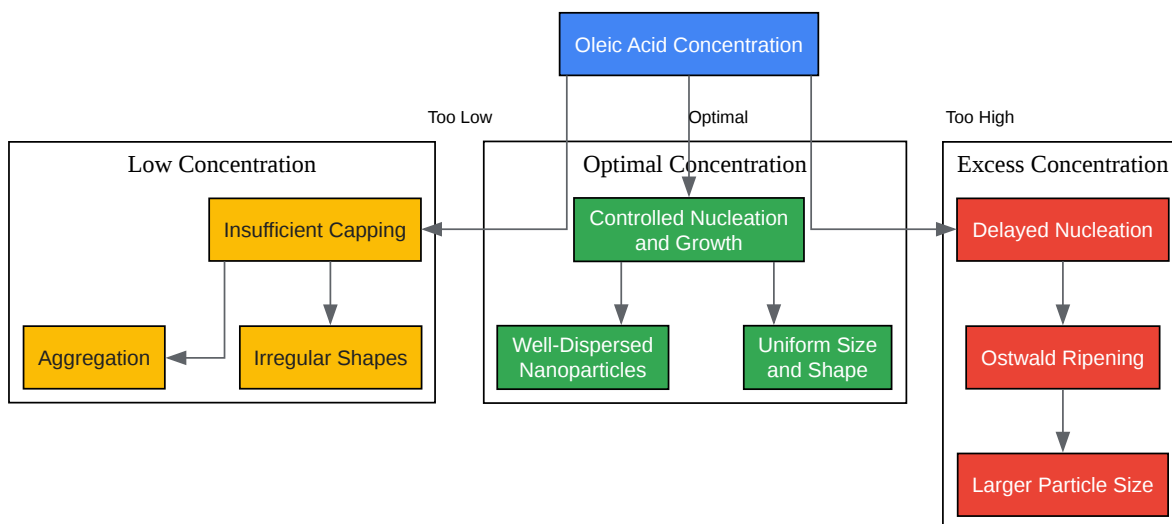 Oleic Acid Concentration
Too Low
Optimal
Too High
Low Concentration
Optimal Concentration
Excess Concentration
Insufficient Capping
Controlled Nucleation
and Growth
Delayed Nucleation
Aggregation
Irregular Shapes
Well-Dispersed
Nanoparticles
Uniform Size
and Shape
Ostwald Ripening
Larger Particle Size